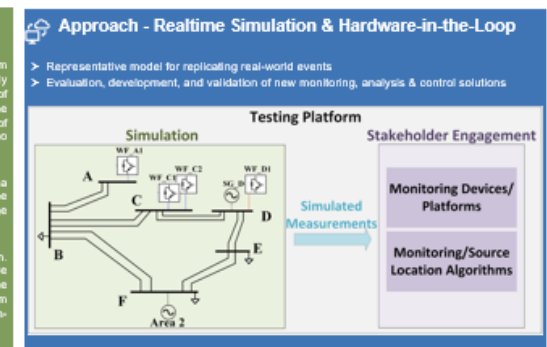 Approach - Realtime Simulation & Hardware-in-the-Loop
➤ Representative model for replicating real-world events
➤ Evaluation, development, and validation of new monitoring, analysis & control solutions
Testing Platform
Simulation
Stakeholder Engagement
WF_A1
A
WF_C1
WF_C2
SG_D
WF_D1
C
D
B
E
F
Area 2
Simulated
Measurements
Monitoring Devices/
Platforms
Monitoring/Source
Location Algorithms